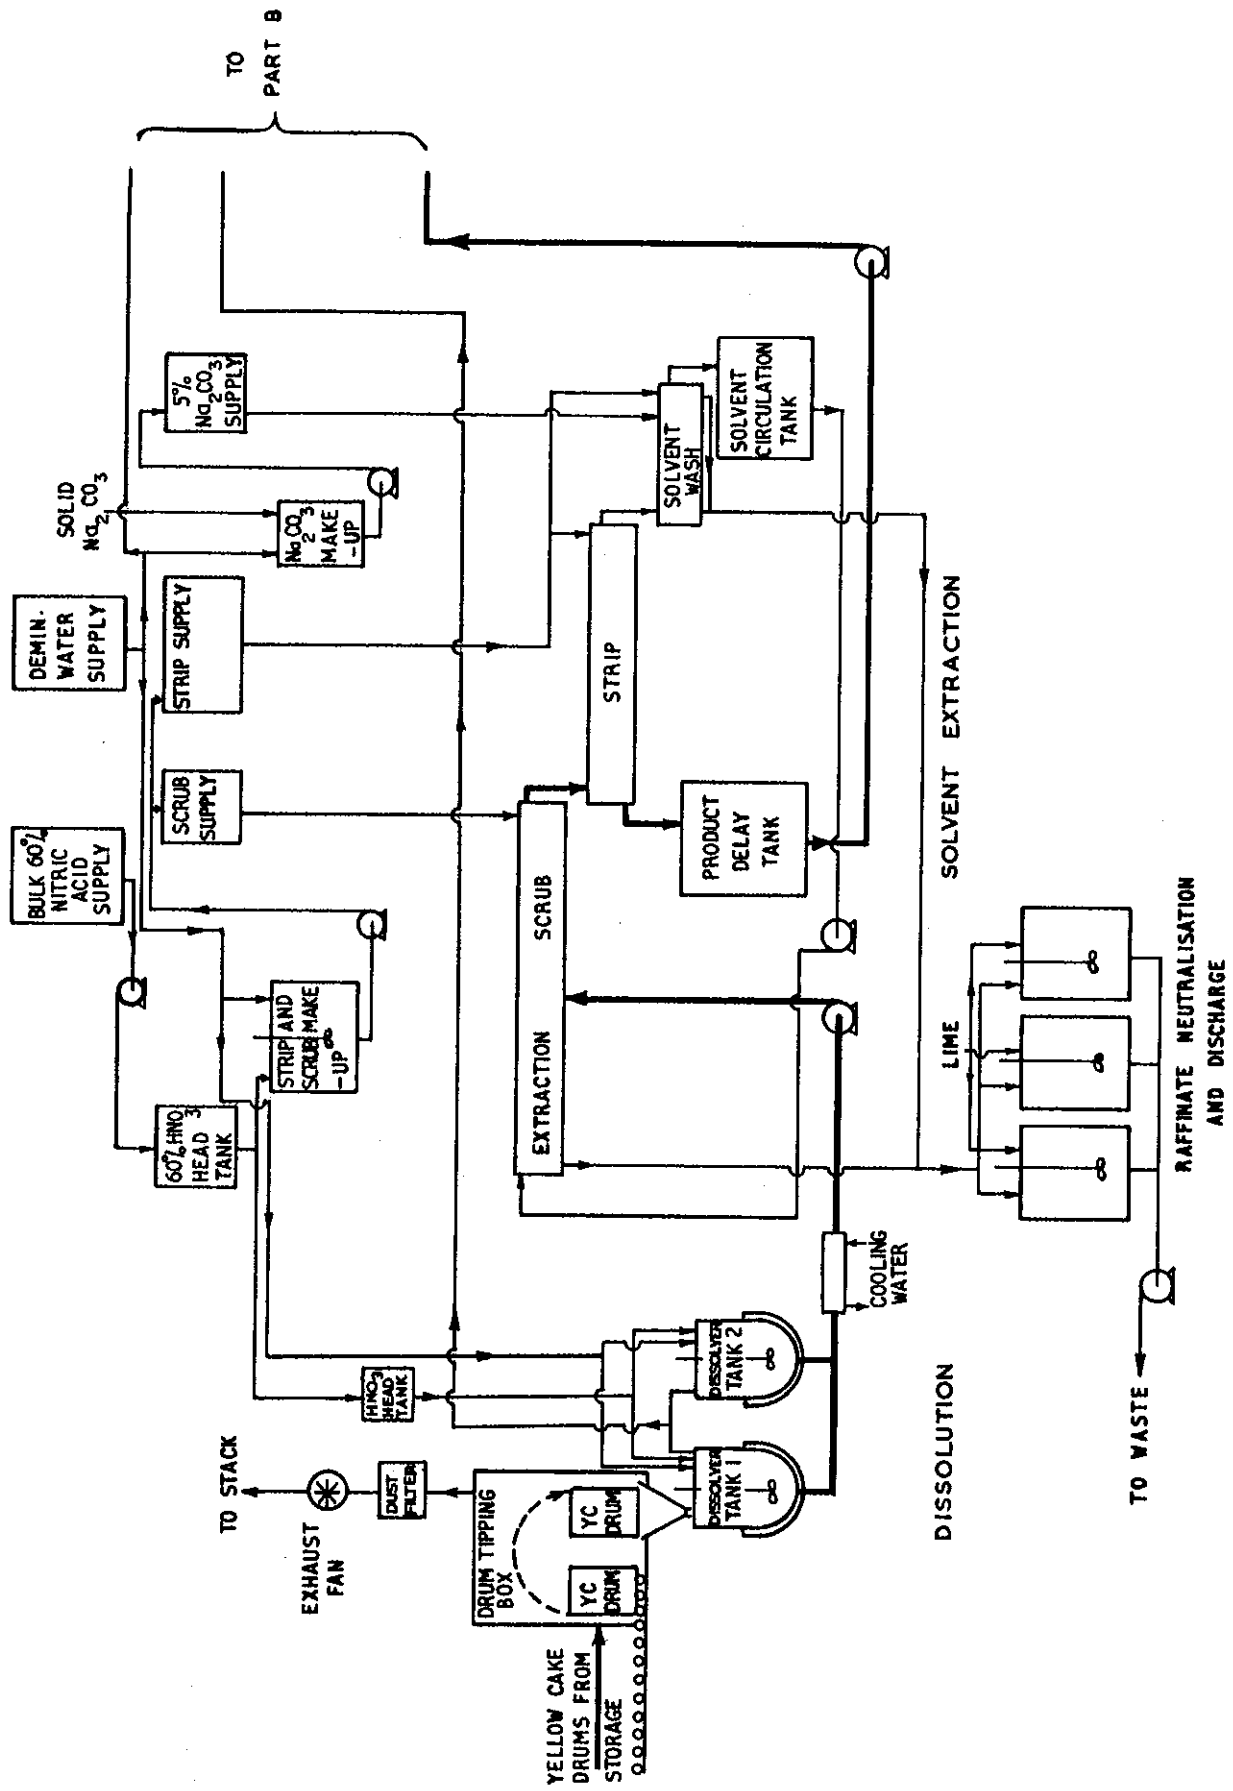 TO
PART B
BULK 60%
NITRIC
ACID
SUPPLY
DEMIN.
WATER
SUPPLY
SOLID
Na2 CO3
60% HNO3
HEAD
TANK
STRIP AND
SCRUB MAKE
-UP
SCRUB
SUPPLY
STRIP SUPPLY
Na2CO3
MAKE
-UP
5%
Na2CO3
SUPPLY
TO STACK
EXHAUST
FAN
DUST
FILTER
HNO3
HEAD
TANK
DRUM TIPPING
BOX
YC
DRUM
YC
DRUM
YELLOW CAKE
DRUMS FROM
STORAGE
DISSOLVER
TANK 1
DISSOLVER
TANK 2
COOLING
WATER
EXTRACTION
SCRUB
STRIP
SOLVENT
WASH
SOLVENT
CIRCULATION
TANK
PRODUCT
DELAY
TANK
DISSOLUTION
SOLVENT EXTRACTION
LIME
TO WASTE
RAFFINATE NEUTRALISATION
AND DISCHARGE